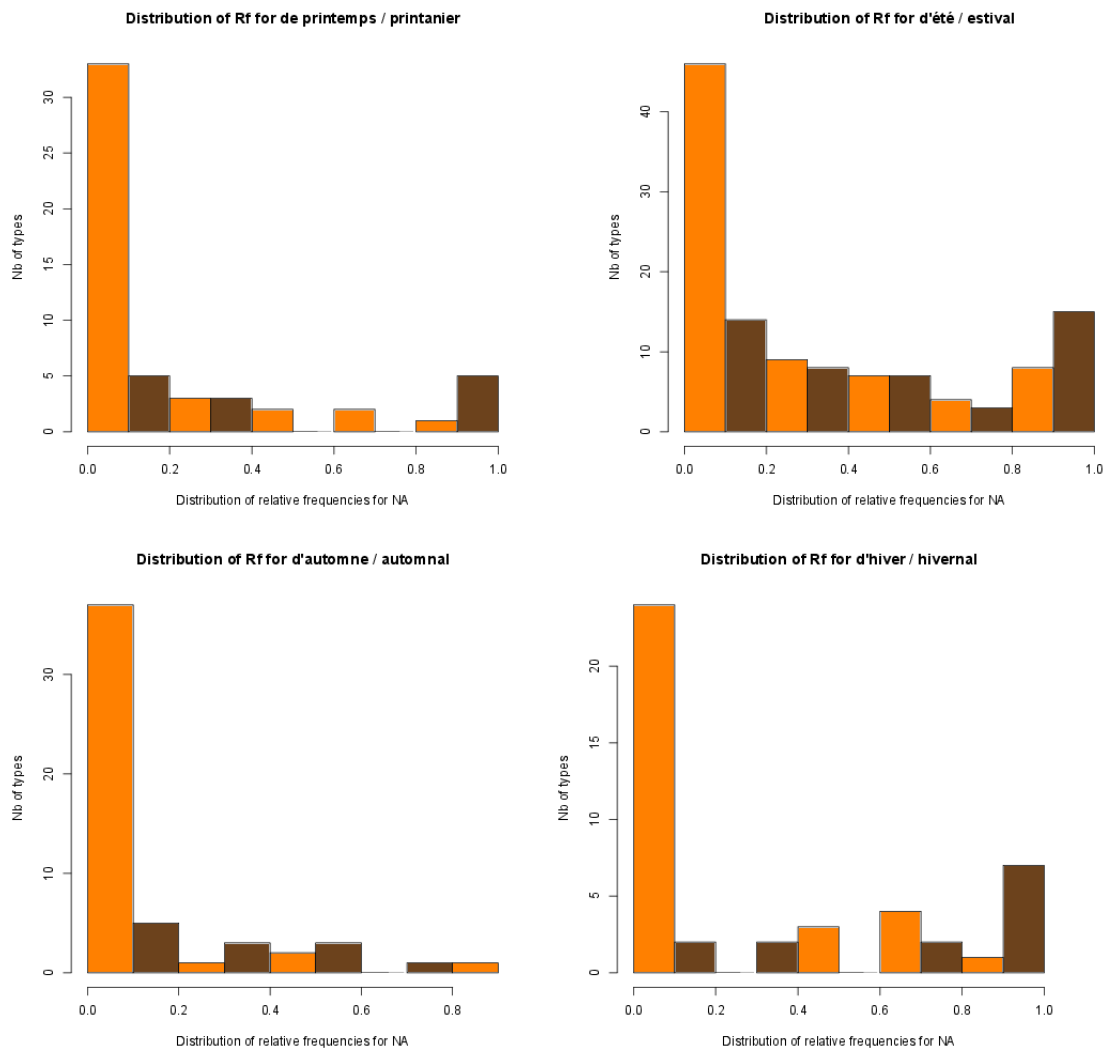 Distribution of Rf for de printemps / printanier
Nb of types
0 5 10 15 20 25 30
0.0 0.2 0.4 0.6 0.8 1.0
Distribution of relative frequencies for NA
Distribution of Rf for d'été / estival
Nb of types
0 10 20 30 40
0.0 0.2 0.4 0.6 0.8 1.0
Distribution of relative frequencies for NA
Distribution of Rf for d'automne / automnal
Nb of types
0 10 20 30
0.0 0.2 0.4 0.6 0.8
Distribution of relative frequencies for NA
Distribution of Rf for d'hiver / hivernal
Nb of types
0 5 10 15 20
0.0 0.2 0.4 0.6 0.8 1.0
Distribution of relative frequencies for NA